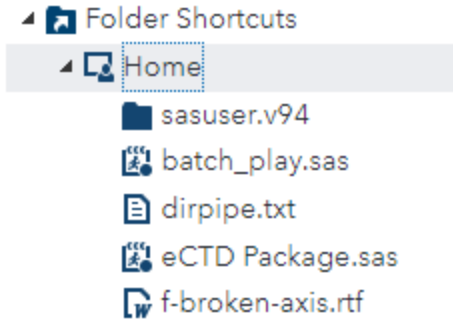 Folder Shortcuts
Home
sasuser.v94
batch_play.sas
dirpipe.txt
eCTD Package.sas
f-broken-axis.rtf